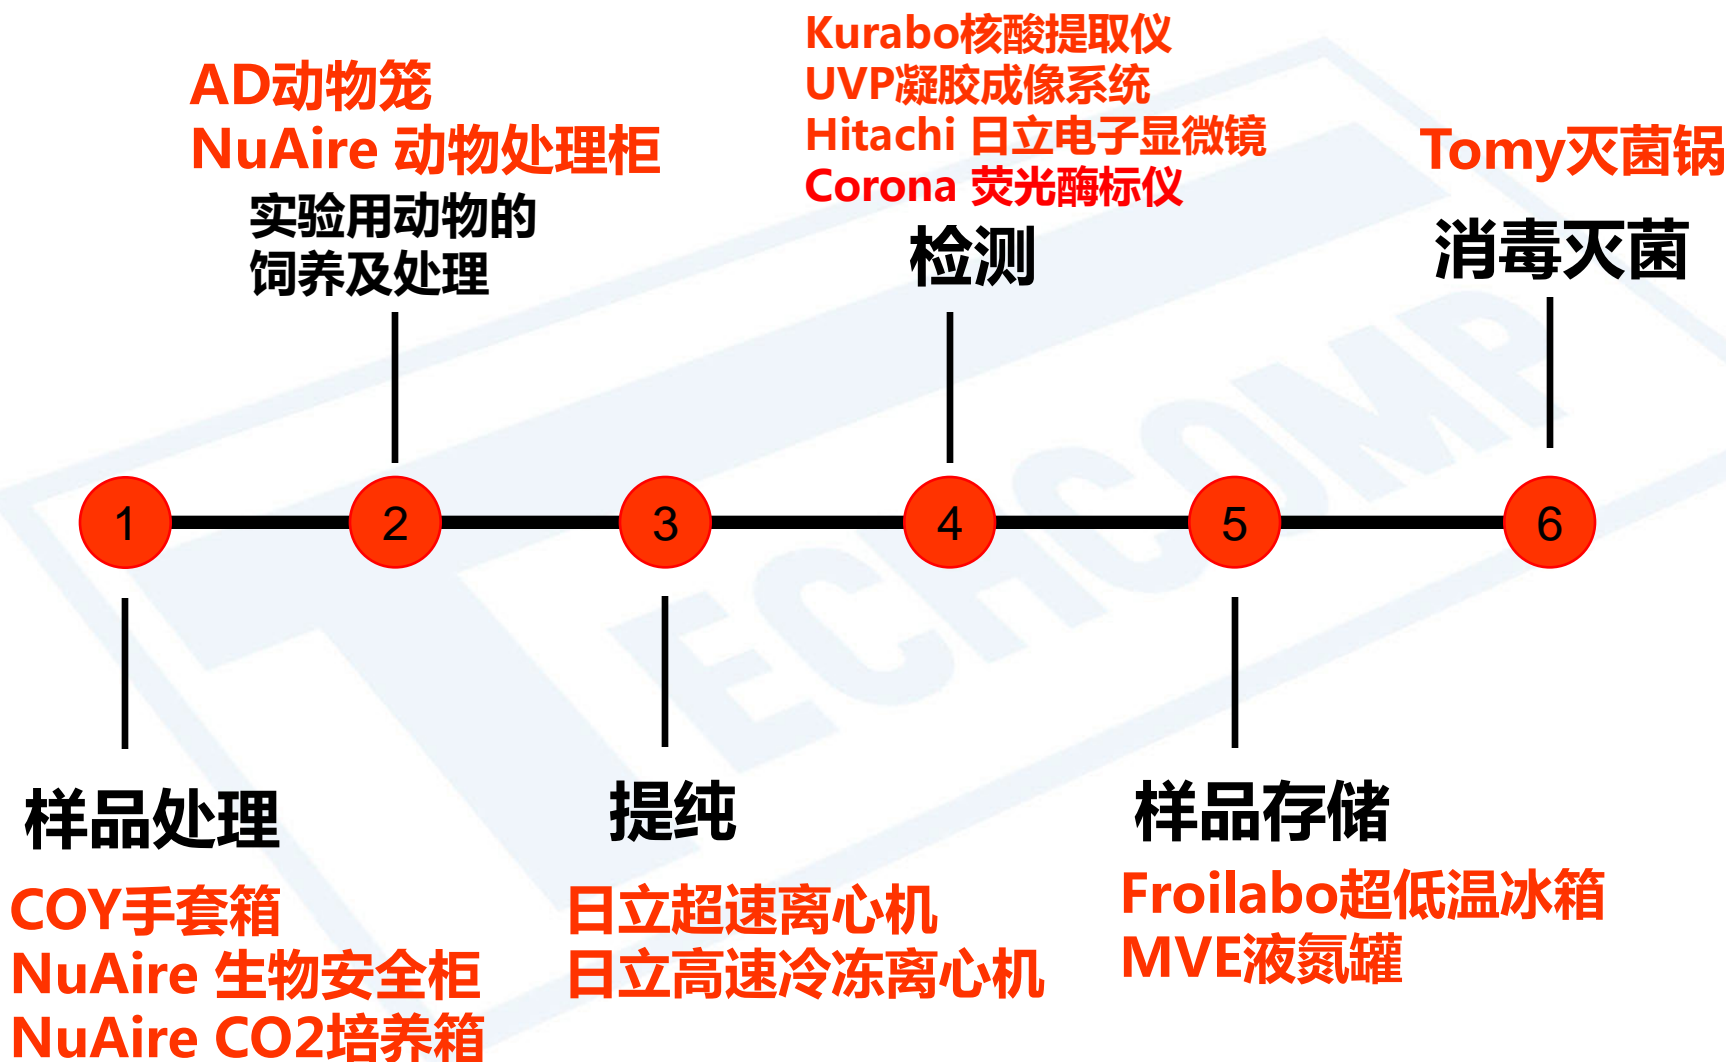 AD动物笼
NuAire 动物处理柜
实验用动物的
饲养及处理
Kurabo核酸提取仪
UVP凝胶成像系统
Hitachi 日立电子显微镜
Corona 荧光酶标仪
检测
Tomy灭菌锅
消毒灭菌
1
2
3
4
5
6
样品处理
COY手套箱
NuAire 生物安全柜
NuAire CO2培养箱
提纯
日立超速离心机
日立高速冷冻离心机
样品存储
Froilabo超低温冰箱
MVE液氮罐
TECHCOMP